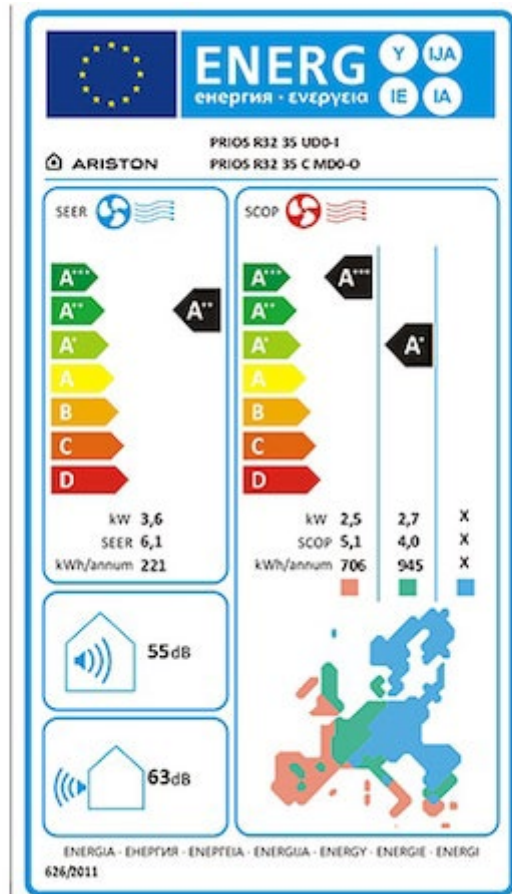 ENERG Y IJA
енергия · ενεργεια IE IA
PRIOS R32 35 UD0-I
ARISTON PRIOS R32 35 C MD0-O
SEER
A+++
A++ A++
A+
A
B
C
D
kW 3,6
SEER 6,1
kWh/annum 221
SCOP
A+++ A+++
A++
A+ A+
A
B
C
D
kW 2,5 2,7 X
SCOP 5,1 4,0 X
kWh/annum 706 945 X
55dB
63dB
ENERGIA · ЕНЕРГИЯ · ΕΝΕΡΓΕΙΑ · ENERGIJA · ENERGY · ENERGIE · ENERGI
626/2011